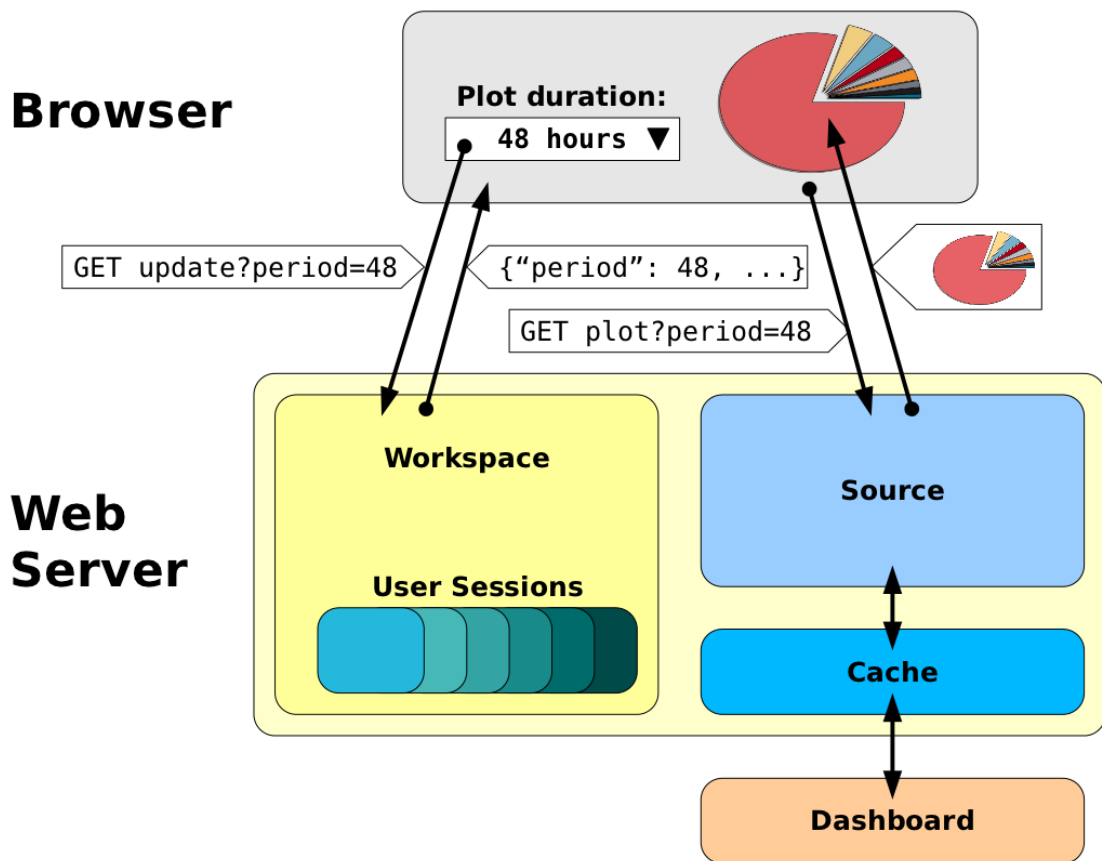 Browser
Plot duration:
48 hours ▼
GET update?period=48
{“period”: 48, ...}
GET plot?period=48
Web
Server
Workspace
User Sessions
Source
Cache
Dashboard